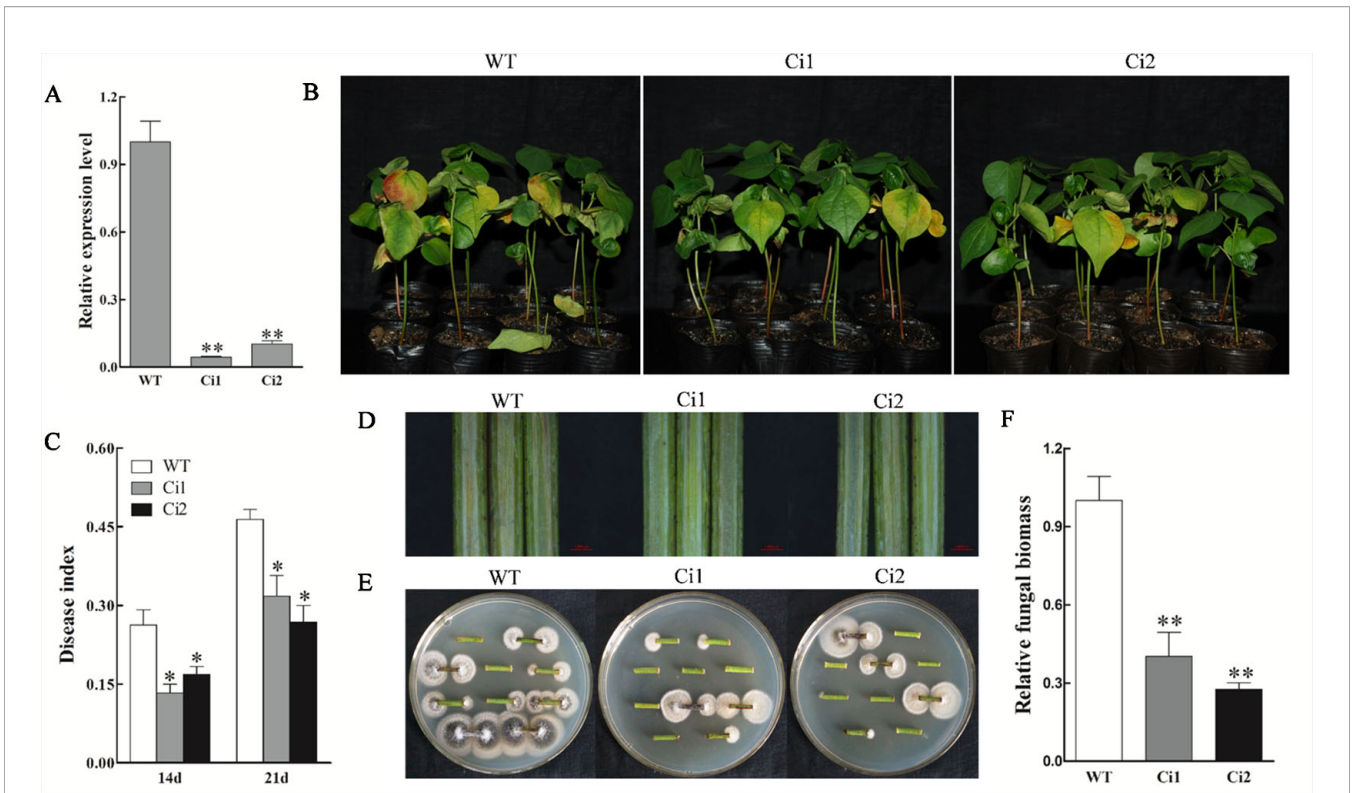 WT Ci1 Ci2
A
B
1.2
0.9
0.6
0.3
0.0
Relative expression level
**
**
WT Ci1 Ci2
C
0.60
0.45
0.30
0.15
0.00
Disease index
WT
Ci1
Ci2
*
*
*
*
14d 21d
D
WT Ci1 Ci2
E
WT Ci1 Ci2
F
1.2
0.9
0.6
0.3
0.0
Relative fungal biomass
**
**
WT Ci1 Ci2